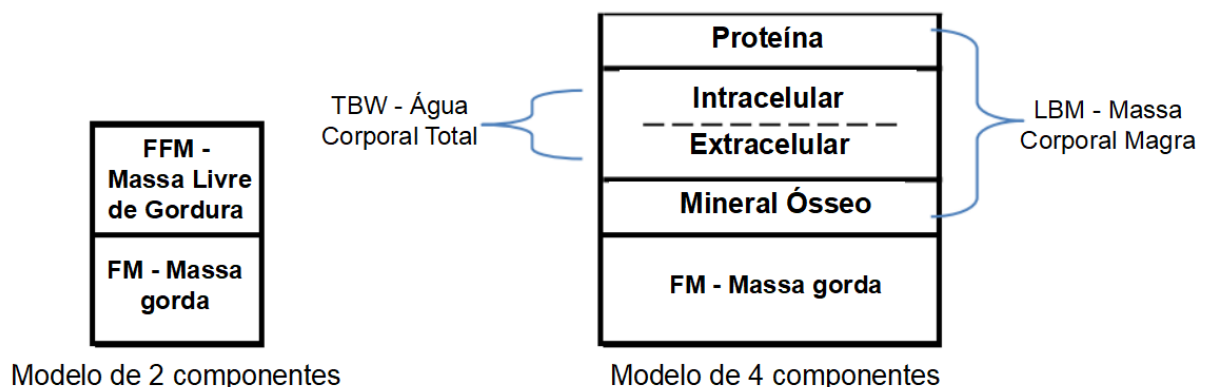 FFM -
Massa Livre
de Gordura
FM - Massa
gorda
Modelo de 2 componentes
TBW - Água
Corporal Total
Proteína
Intracelular
Extracelular
Mineral Ósseo
FM - Massa gorda
LBM - Massa
Corporal Magra
Modelo de 4 componentes